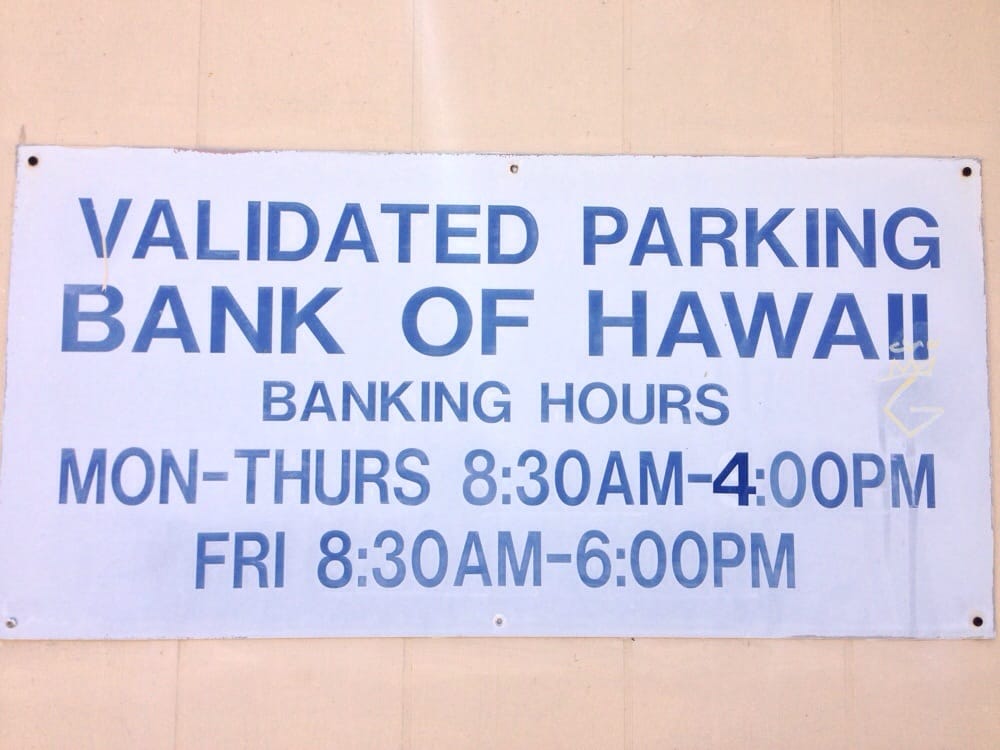 VALIDATED PARKING
BANK OF HAWAII
BANKING HOURS
MON-THURS 8:30AM-4:00PM
FRI 8:30AM-6:00PM